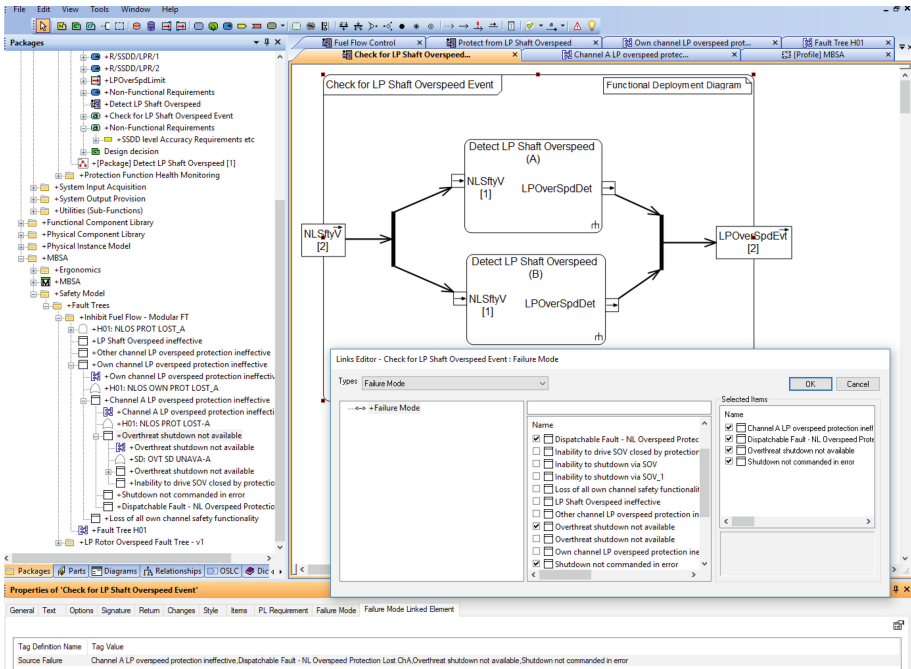 File Edit View Tools Window Help
Packages
+R/SSDD/LPR/1
+R/SSDD/LPR/2
+LPOverSpdLimit
+Non-Functional Requirements
+Detect LP Shaft Overspeed
+Check for LP Shaft Overspeed Event
+Non-Functional Requirements
+SSDD level Accuracy Requirements etc
Design decision
+[Package] Detect LP Shaft Overspeed [1]
+Protection Function Health Monitoring
+System Input Acquisition
+System Output Provision
+Utilities (Sub-Functions)
+Functional Component Library
+Physical Component Library
+Physical Instance Model
+MBSA
+Ergonomics
+MBSA
+Safety Model
+Fault Trees
+Inhibit Fuel Flow - Modular FT
+H01: NLOS PROT LOST_A
+LP Shaft Overspeed ineffective
+Other channel LP overspeed protection ineffective
+Own channel LP overspeed protection ineffective
+Own channel LP overspeed protection ineffectiv
+H01: NLOS OWN PROT LOST_A
+Channel A LP overspeed protection ineffective
+Channel A LP overspeed protection ineffecti
+H01: NLOS PROT LOST-A
+Overthreat shutdown not available
+Overthreat shutdown not available
+SD: OVT SD UNAVA-A
+Overthreat shutdown not available
+Inability to drive SOV closed by protectio
+Shutdown not commanded in error
+Dispatchable Fault - NL Overspeed Protectio
+Loss of all own channel safety functionality
+Fault Tree H01
+LP Rotor Overspeed Fault Tree - v1
Packages Parts Diagrams Relationships OSLC Dic
Fuel Flow Control x Protect from LP Shaft Overspeed x Own channel LP overspeed prot... x Fault Tree H01 x
Check for LP Shaft Overspeed... x Channel A LP overspeed protec... x [Profile] MBSA x
Check for LP Shaft Overspeed Event
Functional Deployment Diagram
Detect LP Shaft Overspeed
(A)
NLSftyV
[1]
LPOverSpdDet
NLSftyV
[2]
LPOverSpdEvt
[2]
Detect LP Shaft Overspeed
(B)
NLSftyV
[1]
LPOverSpdDet
Links Editor - Check for LP Shaft Overspeed Event : Failure Mode
Types Failure Mode
OK Cancel
+Failure Mode
Name
Dispatchable Fault - NL Overspeed Protec
Inability to drive SOV closed by protection
Inability to shutdown via SOV
Inability to shutdown via SOV_1
Loss of all own channel safety functionalit
LP Shaft Overspeed ineffective
Other channel LP overspeed protection in
Overthreat shutdown not available
Overthreat shutdown not available
Own channel LP overspeed protection ine
Shutdown not commanded in error
Selected Items
Name
Channel A LP overspeed protection ineff
Dispatchable Fault - NL Overspeed Prote
Overthreat shutdown not available
Shutdown not commanded in error
Properties of 'Check for LP Shaft Overspeed Event'
General Text Options Signature Return Changes Style Items PL Requirement Failure Mode Failure Mode Linked Element
Tag Definition Name Tag Value
Source Failure Channel A LP overspeed protection ineffective,Dispatchable Fault - NL Overspeed Protection Lost ChA,Overthreat shutdown not available,Shutdown not commanded in error